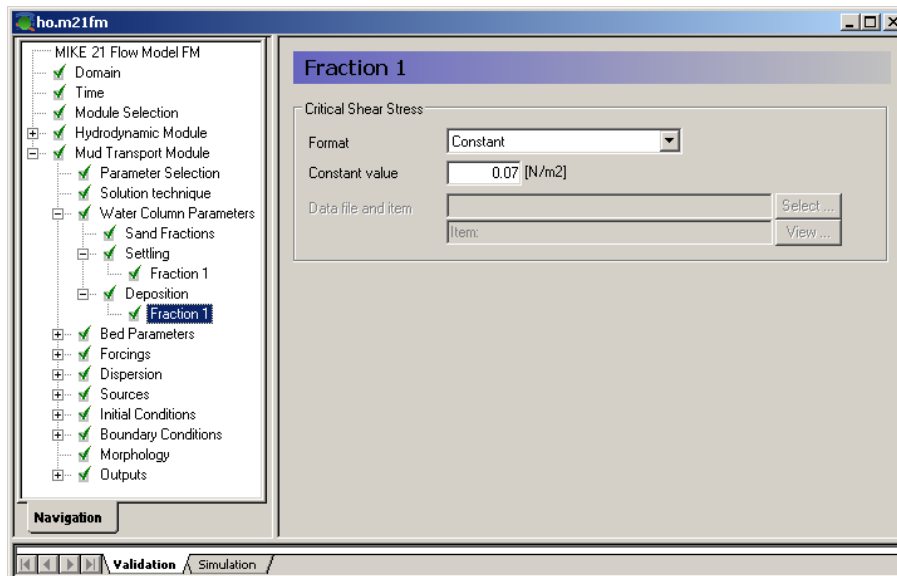 ho.m21fm
MIKE 21 Flow Model FM
Domain
Time
Module Selection
Hydrodynamic Module
Mud Transport Module
Parameter Selection
Solution technique
Water Column Parameters
Sand Fractions
Settling
Fraction 1
Deposition
Fraction 1
Bed Parameters
Forcings
Dispersion
Sources
Initial Conditions
Boundary Conditions
Morphology
Outputs
Navigation
Fraction 1
Critical Shear Stress
Format Constant
Constant value 0.07 [N/m2]
Data file and item Select ...
Item: View ...
Validation Simulation